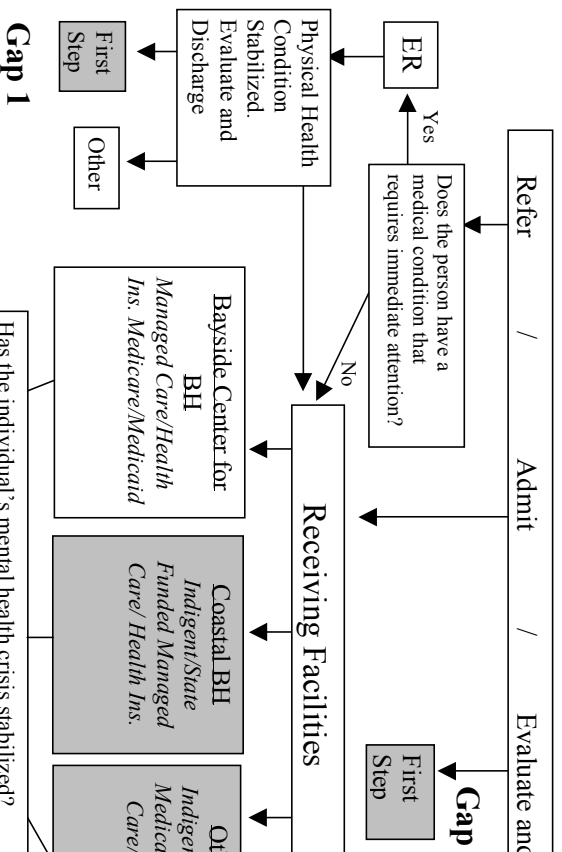 Refer / Admit / Evaluate and
Does the person have a
medical condition that
requires immediate attention?
Yes
No
ER
Physical Health
Condition
Stabilized.
Evaluate and
Discharge
First
Step
Other
Gap 1
Gap
First
Step
Receiving Facilities
Bayside Center for
BH
Managed Care/Health
Ins. Medicare/Medicaid
Coastal BH
Indigent/State
Funded Managed
Care/ Health Ins.
Ot
Indigen
Medica
Care/
Has the individual's mental health crisis stabilized?